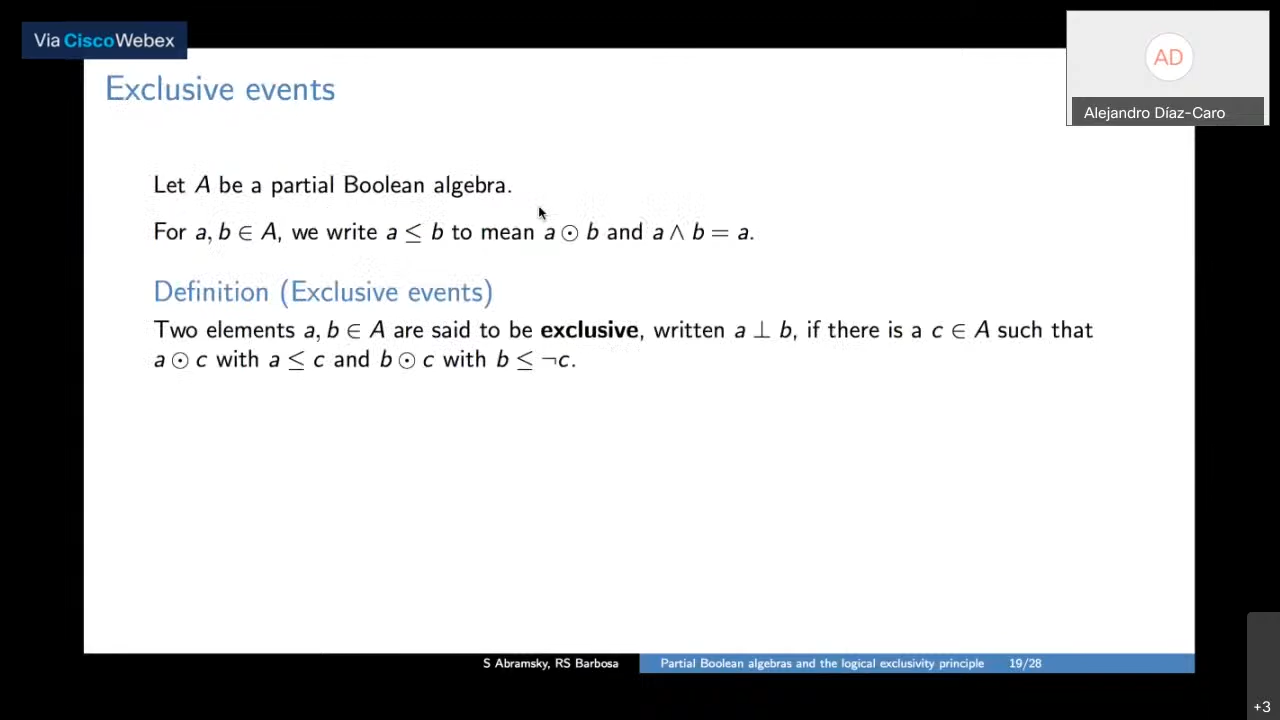 Via CiscoWebex
AD
Alejandro Díaz-Caro
Exclusive events
Let A be a partial Boolean algebra.
For a, b ∈ A, we write a ≤ b to mean a ⊙ b and a ∧ b = a.
Definition (Exclusive events)
Two elements a, b ∈ A are said to be exclusive, written a ⊥ b, if there is a c ∈ A such that
a ⊙ c with a ≤ c and b ⊙ c with b ≤ ¬c.
S Abramsky, RS Barbosa
Partial Boolean algebras and the logical exclusivity principle
19/28
+3